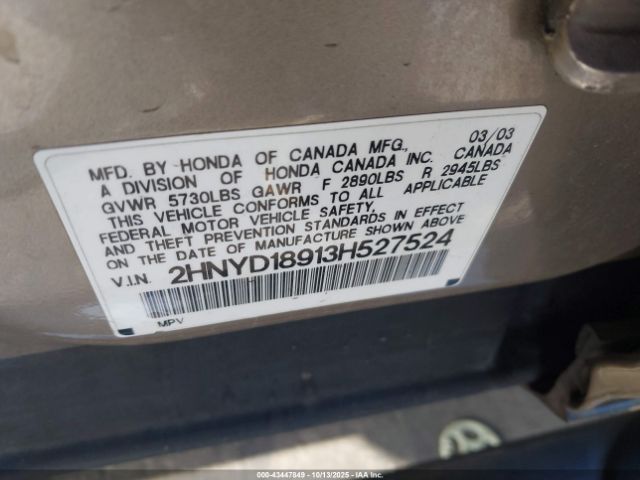 MFD. BY HONDA OF CANADA MFG., 03/03
A DIVISION OF HONDA CANADA INC. CANADA
GVWR 5730LBS GAWR F 2890LBS R 2945LBS
THIS VEHICLE CONFORMS TO ALL APPLICABLE
FEDERAL MOTOR VEHICLE SAFETY,
AND THEFT PREVENTION STANDARDS IN EFFECT
ON THE DATE OF MANUFACTURE SHOWN ABOVE
V.I.N. 2HNYD18913H527524
MPV
000-43447849 | 10/13/2025 | Copyright © IAA